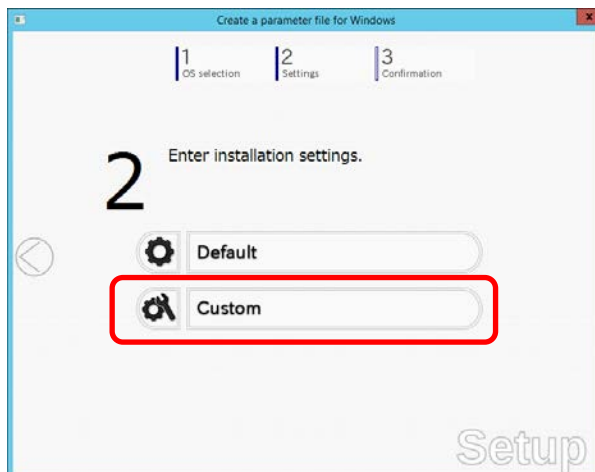 Create a parameter file for Windows
x
1
OS selection
2
Settings
3
Confirmation
2
Enter installation settings.
Default
Custom
Setup